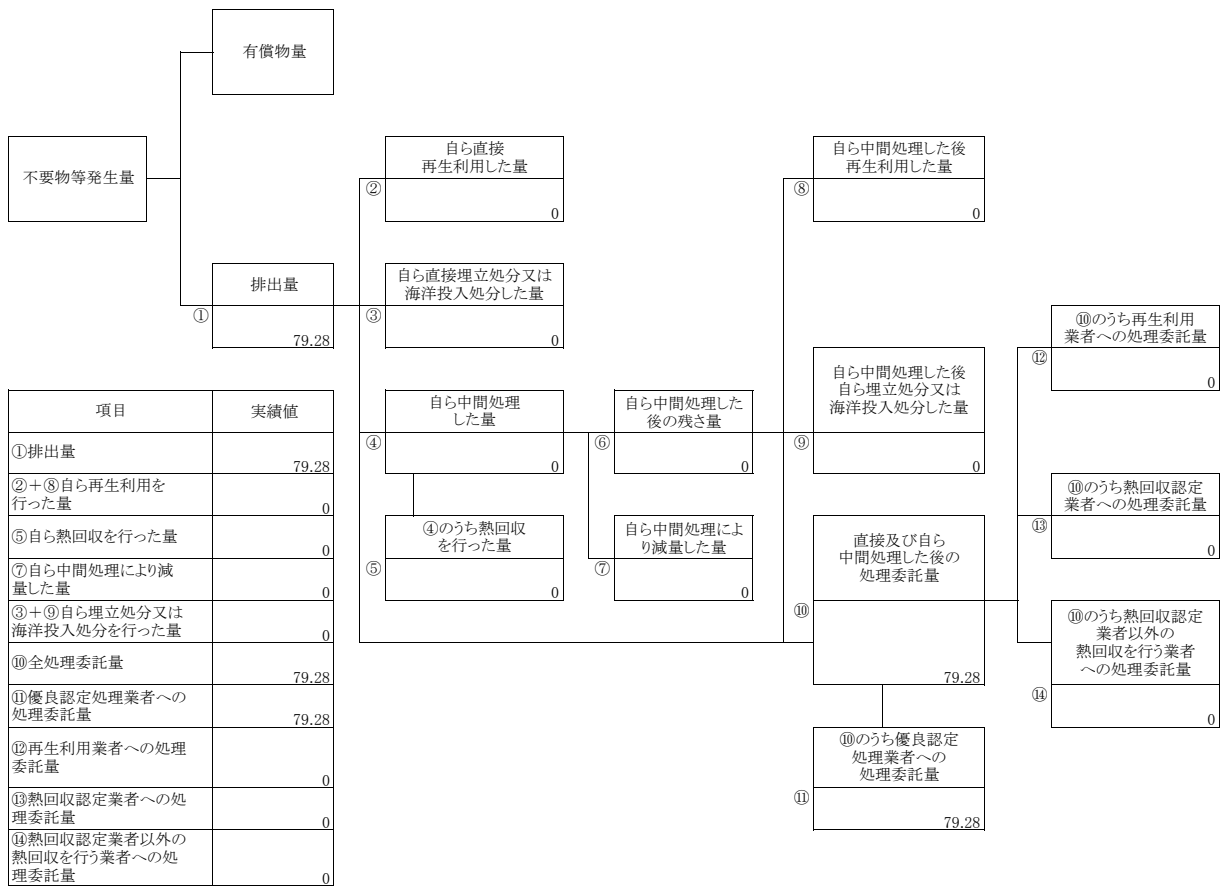 有償物量
不要物等発生量
自ら直接
再生利用した量
②
0
自ら中間処理した後
再生利用した量
⑧
0
排出量
①
79.28
自ら直接埋立処分又は
海洋投入処分した量
③
0
⑩のうち再生利用
業者への処理委託量
⑫
0
自ら中間処理
した量
④
0
自ら中間処理した
後の残さ量
⑥
0
自ら中間処理した後
自ら埋立処分又は
海洋投入処分した量
⑨
0
④のうち熱回収
を行った量
⑤
0
自ら中間処理によ
り減量した量
⑦
0
直接及び自ら
中間処理した後の
処理委託量
⑩
79.28
⑩のうち熱回収認定
業者への処理委託量
⑬
0
⑩のうち熱回収認定
業者以外の
熱回収を行う業者
への処理委託量
⑭
0
⑩のうち優良認定
処理業者への
処理委託量
⑪
79.28
項目 実績値
①排出量
79.28
②+⑧自ら再生利用を
行った量
0
⑤自ら熱回収を行った量
0
⑦自ら中間処理により減
量した量
0
③+⑨自ら埋立処分又は
海洋投入処分を行った量
0
⑩全処理委託量
79.28
⑪優良認定処理業者への
処理委託量
79.28
⑫再生利用業者への処理
委託量
0
⑬熱回収認定業者への処
理委託量
0
⑭熱回収認定業者以外の
熱回収を行う業者への処
理委託量
0